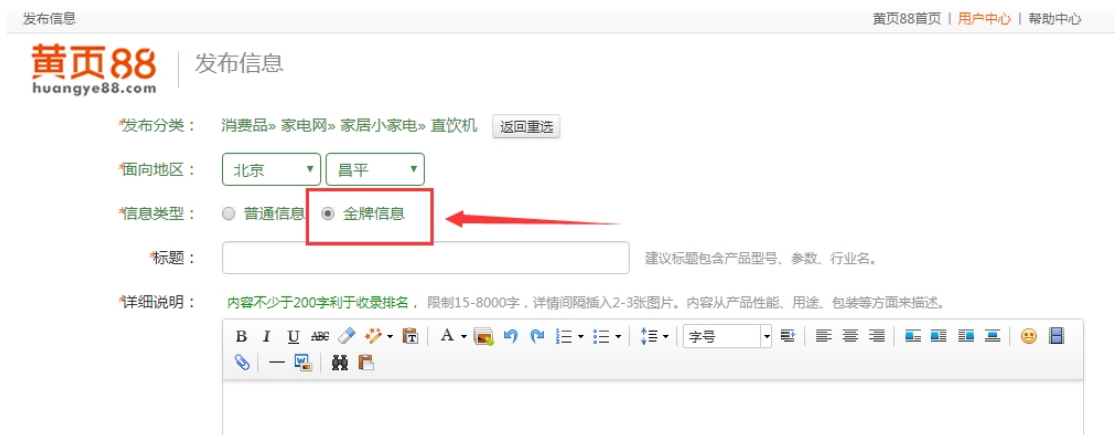 发布信息
黄页88首页 | 用户中心 | 帮助中心
黄页88
huangye88.com
发布信息
*发布分类： 消费品» 家电网» 家居小家电» 直饮机 返回重选
*面向地区： 北京 昌平
*信息类型： 普通信息 金牌信息
*标题： 建议标题包含产品型号、参数、行业名。
*详细说明： 内容不少于200字利于收录排名， 限制15-8000字，详情间隔插入2-3张图片。内容从产品性能、用途、包装等方面来描述。
B I U ABC A 字号